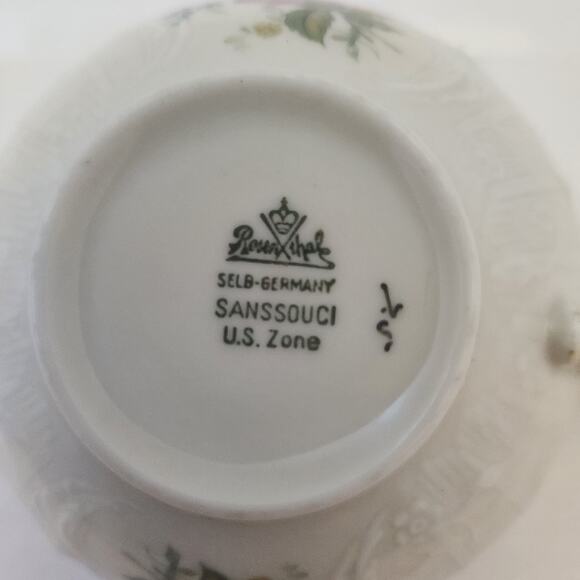 Rosenthal
SELB-GERMANY
SANSSOUCI
U.S. Zone